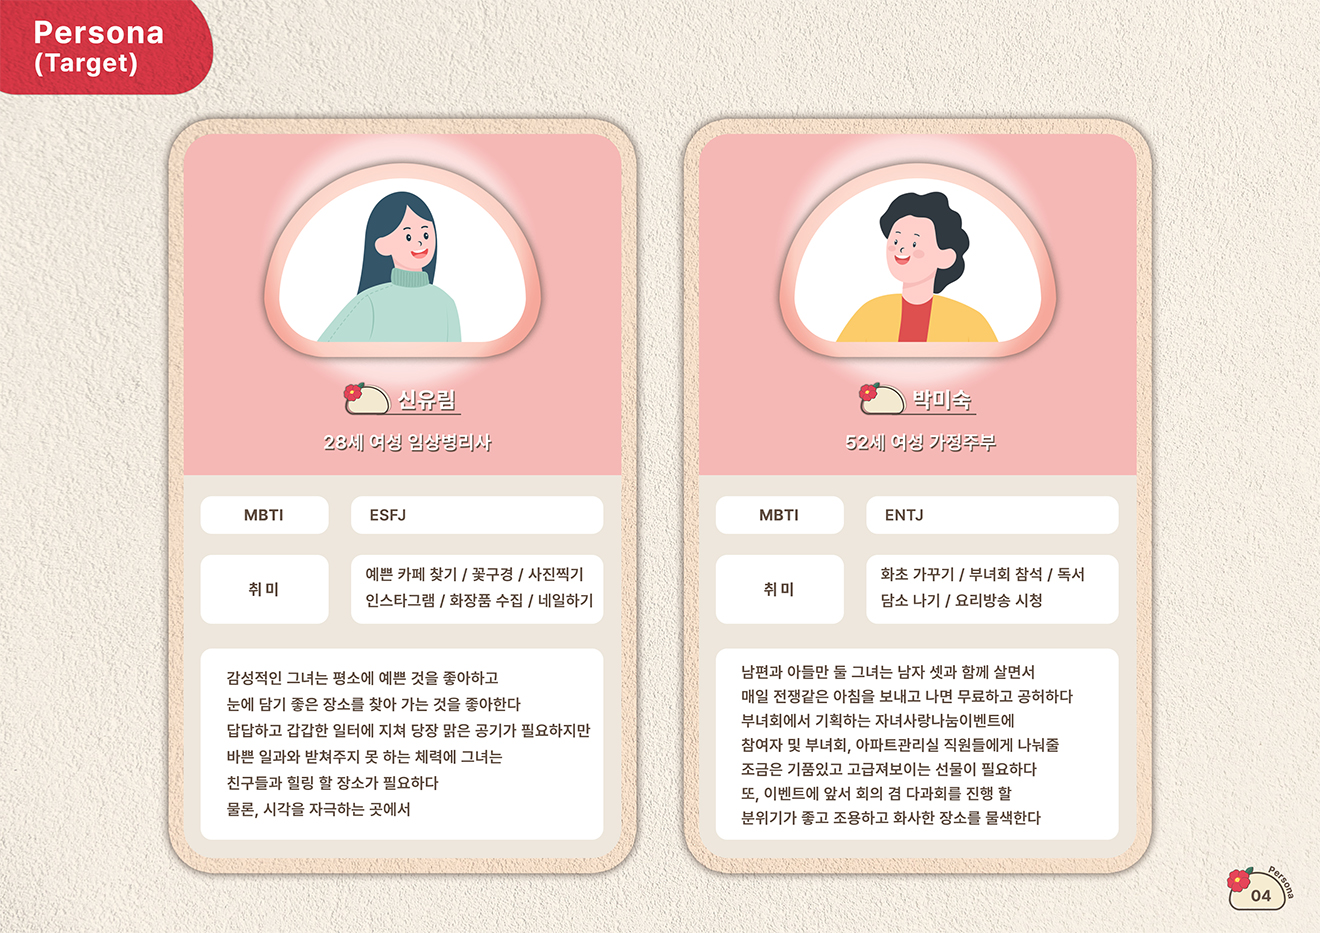 Persona
(Target)
신유림
28세 여성 임상병리사
MBTI
ESFJ
취미
예쁜 카페 찾기 / 꽃구경 / 사진찍기
인스타그램 / 화장품 수집 / 네일하기
감성적인 그녀는 평소에 예쁜 것을 좋아하고
눈에 담기 좋은 장소를 찾아 가는 것을 좋아한다
답답하고 갑갑한 일터에 지쳐 당장 맑은 공기가 필요하지만
바쁜 일과와 받쳐주지 못 하는 체력에 그녀는
친구들과 힐링 할 장소가 필요하다
물론, 시각을 자극하는 곳에서
박미숙
52세 여성 가정주부
MBTI
ENTJ
취미
화초 가꾸기 / 부녀회 참석 / 독서
담소 나기 / 요리방송 시청
남편과 아들만 둘 그녀는 남자 셋과 함께 살면서
매일 전쟁같은 아침을 보내고 나면 무료하고 공허하다
부녀회에서 기획하는 자녀사랑나눔이벤트에
참여자 및 부녀회, 아파트관리실 직원들에게 나눠줄
조금은 기품있고 고급져보이는 선물이 필요하다
또, 이벤트에 앞서 회의 겸 다과회를 진행 할
분위기가 좋고 조용하고 화사한 장소를 물색한다
Persona
04